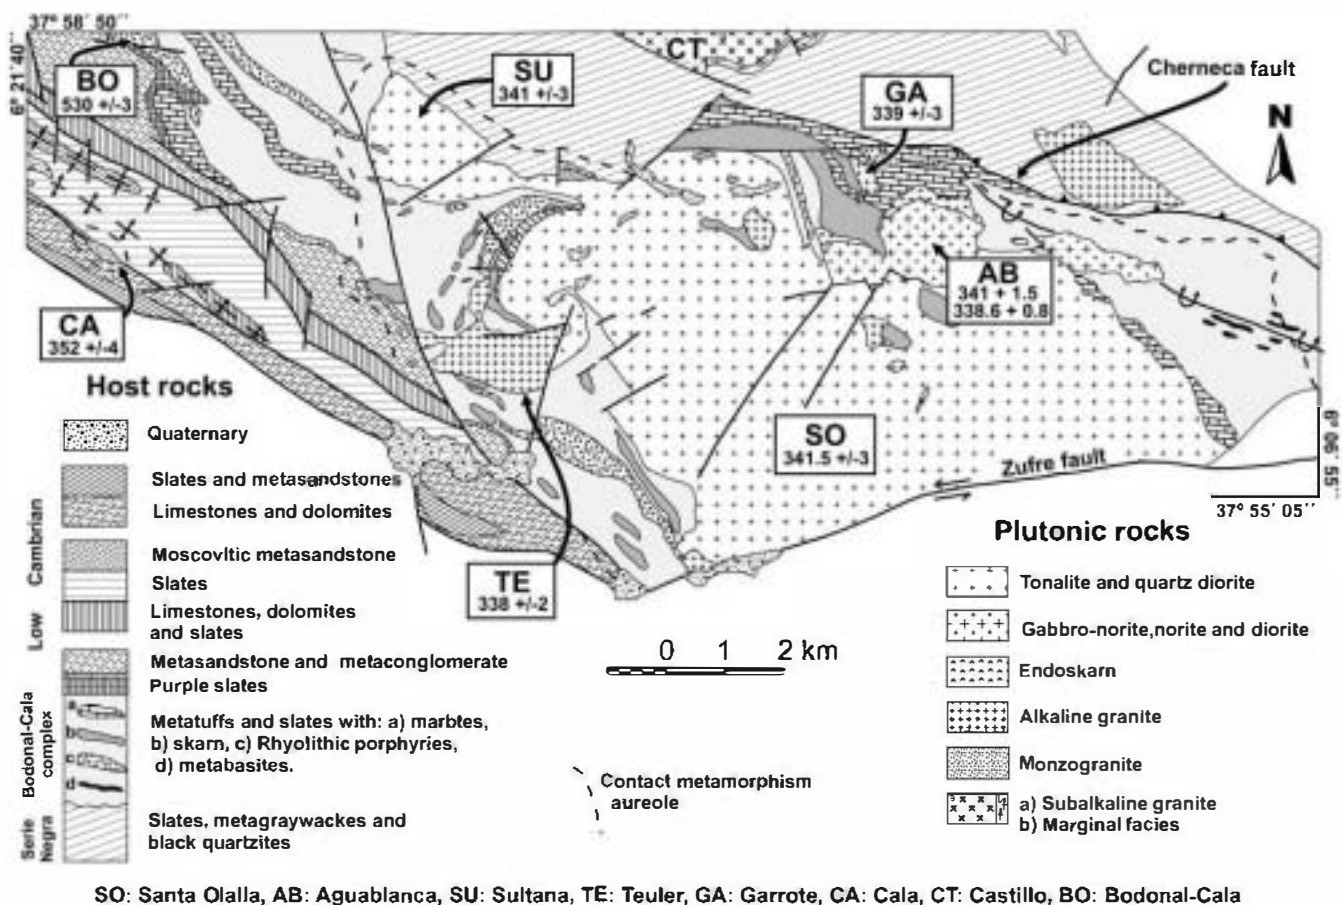 37° 58´ 50´´
6° 21´ 40´´
BO
530 +/-3
SU
341 +/-3
CT
GA
339 +/-3
Cherneca fault
N
AB
341 + 1.5
338.6 + 0.8
CA
352 +/-4
SO
341.5 +/-3
TE
338 +/-2
Zufre fault
6° 06´ 55´´
37° 55´ 05´´
Host rocks
Quaternary
Low Cambrian
Slates and metasandstones
Limestones and dolomites
Moscovltic metasandstone
Slates
Limestones, dolomites
and slates
Metasandstone and metaconglomerate
Purple slates
Bodonal-Cala
complex
a
b
c
d
Metatuffs and slates with: a) marbtes,
b) skarn, c) Rhyolithic porphyries,
d) metabasites.
Serie
Negra
Slates, metagraywackes and
black quartzites
0 1 2 km
Contact metamorphism
aureole
Plutonic rocks
Tonalite and quartz diorite
Gabbro-norite,norite and diorite
Endoskarn
Alkaline granite
Monzogranite
a) Subalkaline granite
b) Marginal facies
SO: Santa Olalla, AB: Aguablanca, SU: Sultana, TE: Teuler, GA: Garrote, CA: Cala, CT: Castillo, BO: Bodonal-Cala